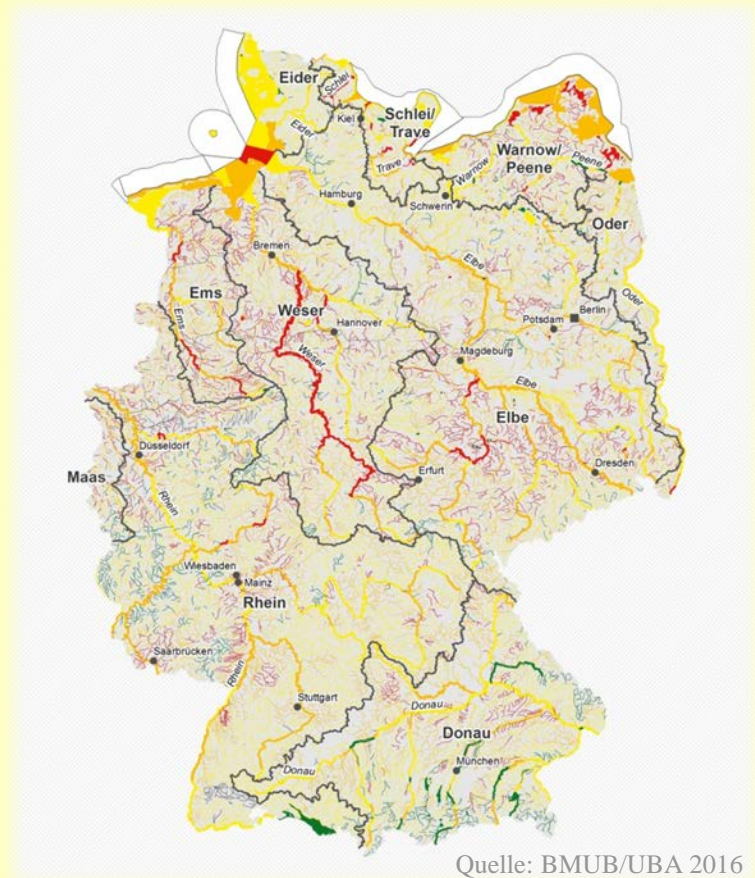 Eider
Schlei
Kiel
Schlei/
Trave
Eider
Trave
Warnow
Warnow/
Peene
Peene
Hamburg
Schwerin
Oder
Bremen
Elbe
Ems
Ems
Weser
Hannover
Weser
Potsdam
Berlin
Oder
Magdeburg
Elbe
Elbe
Düsseldorf
Erfurt
Dresden
Maas
Rhein
Wiesbaden
Mainz
Rhein
Saarbrücken
Rhein
Stuttgart
Donau
Donau
München
Donau
Quelle: BMUB/UBA 2016